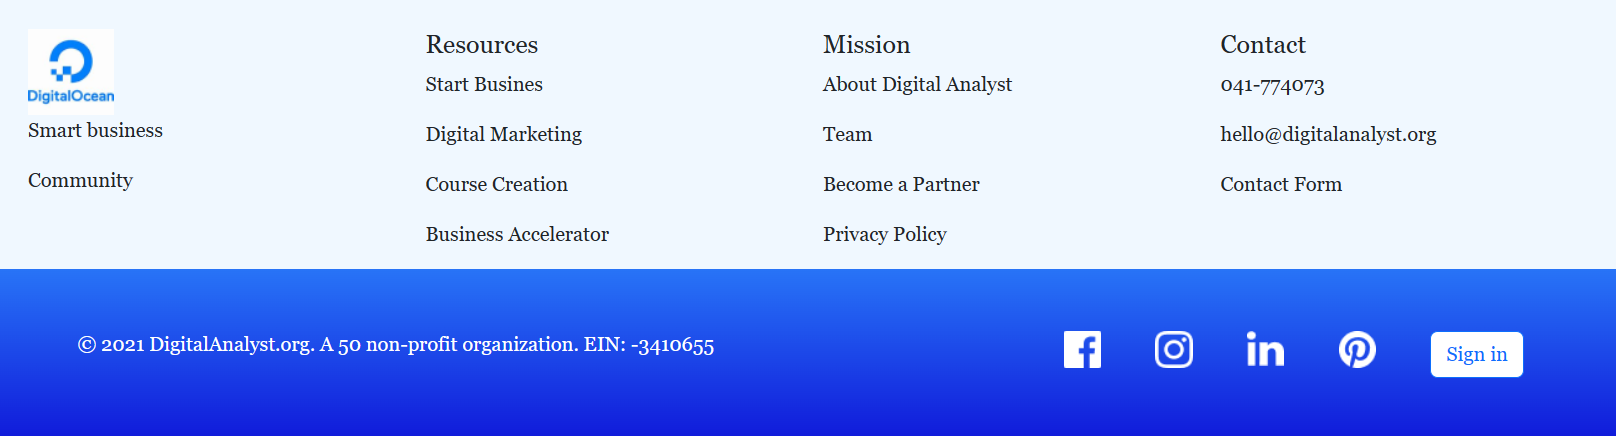 DigitalOcean
Smart business
Community
Resources
Start Busines
Digital Marketing
Course Creation
Business Accelerator
Mission
About Digital Analyst
Team
Become a Partner
Privacy Policy
Contact
041-774073
hello@digitalanalyst.org
Contact Form
© 2021 DigitalAnalyst.org. A 50 non-profit organization. EIN: -3410655
Sign in